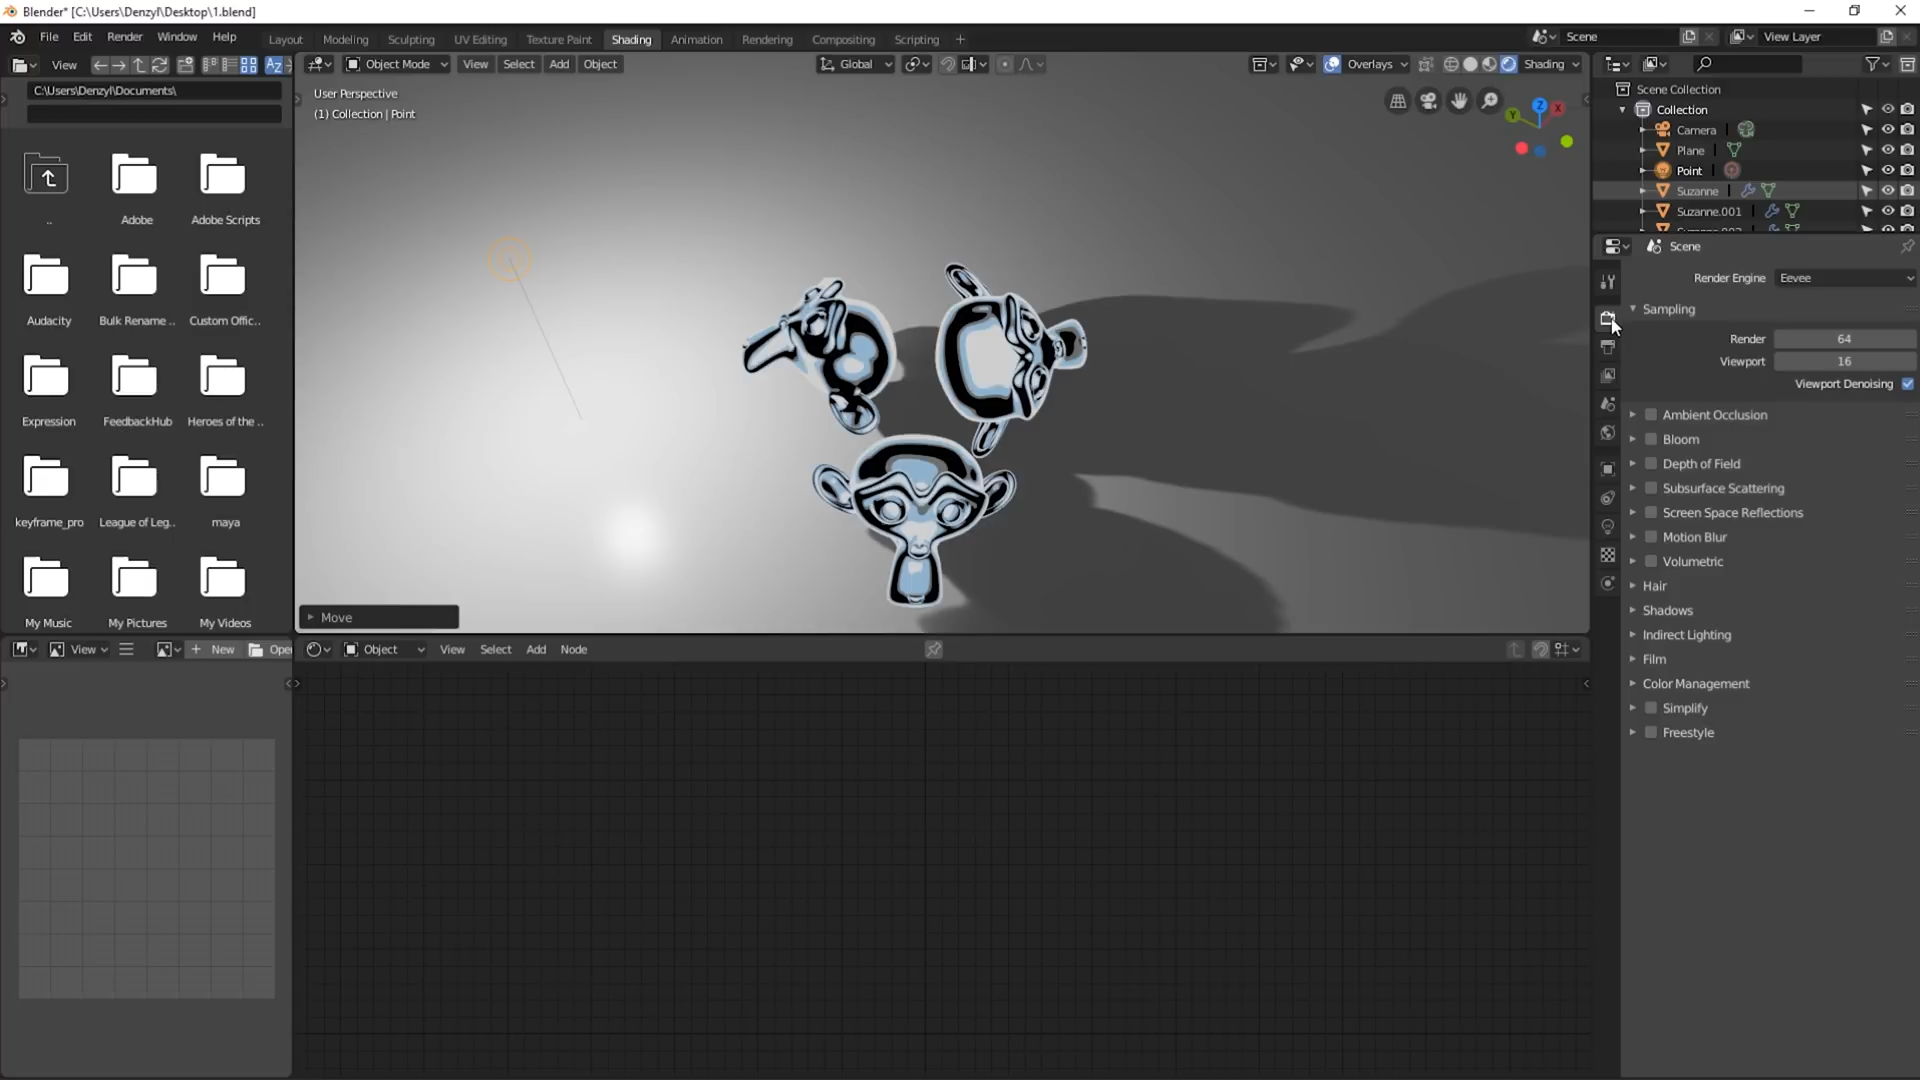 Blender* [C:\Users\Denzyl\Desktop\1.blend]
File Edit Render Window Help
Layout Modeling Sculpting UV Editing Texture Paint Shading Animation Rendering Compositing Scripting +
Scene
View Layer
View
C:\Users\Denzyl\Documents\
..
Adobe
Adobe Scripts
Audacity
Bulk Rename ..
Custom Offic..
Expression
FeedbackHub
Heroes of the ..
keyframe_pro
League of Leg..
maya
My Music
My Pictures
My Videos
Object Mode View Select Add Object
Global
Overlays
Shading
User Perspective
(1) Collection | Point
Z
X
Y
Move
View
+ New
Ope
Object View Select Add Node
Scene Collection
Collection
Camera
Plane
Point
Suzanne
Suzanne.001
Scene
Render Engine Eevee
Sampling
Render 64
Viewport 16
Viewport Denoising
Ambient Occlusion
Bloom
Depth of Field
Subsurface Scattering
Screen Space Reflections
Motion Blur
Volumetric
Hair
Shadows
Indirect Lighting
Film
Color Management
Simplify
Freestyle